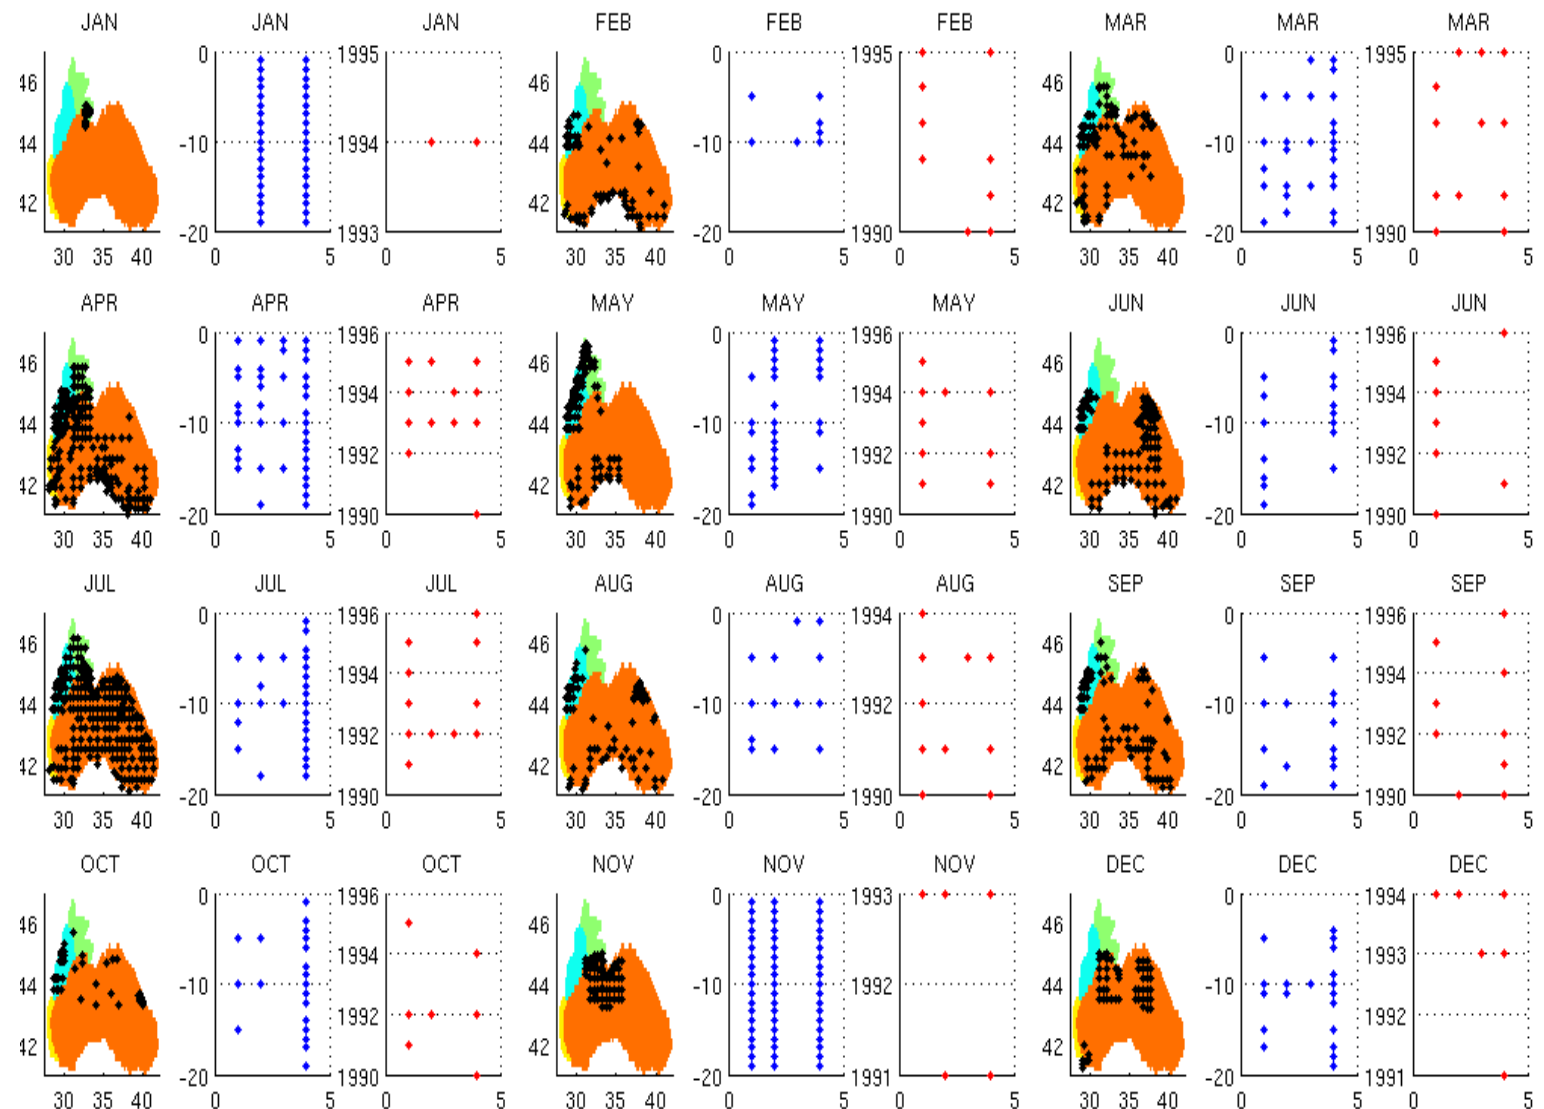 JAN JAN JAN FEB FEB FEB MAR MAR MAR
0 1995 0 1995 0 1995
46 46 46
44 -10 1994 44 -10 44 -10
42 42 42
-20 1993 -20 1990 -20 1990
30 35 40 0 5 0 5 30 35 40 0 5 0 5 30 35 40 0 5 0 5
APR APR APR MAY MAY MAY JUN JUN JUN
0 1996 0 1996 0 1996
46 46 46
1994 1994 1994
44 -10 44 -10 44 -10
1992 1992 1992
42 42 42
-20 1990 -20 1990 -20 1990
30 35 40 0 5 0 5 30 35 40 0 5 0 5 30 35 40 0 5 0 5
JUL JUL JUL AUG AUG AUG SEP SEP SEP
0 1996 0 1994 0 1996
46 46 46
1994 1994
44 -10 44 -10 1992 44 -10
1992 1992
42 42 42
-20 1990 -20 1990 -20 1990
30 35 40 0 5 0 5 30 35 40 0 5 0 5 30 35 40 0 5 0 5
OCT OCT OCT NOV NOV NOV DEC DEC DEC
0 1996 0 1993 0 1994
46 46 46
1994 1993
44 -10 44 -10 1992 44 -10
1992 1992
42 42 42
-20 1990 -20 1991 -20 1991
30 35 40 0 5 0 5 30 35 40 0 5 0 5 30 35 40 0 5 0 5